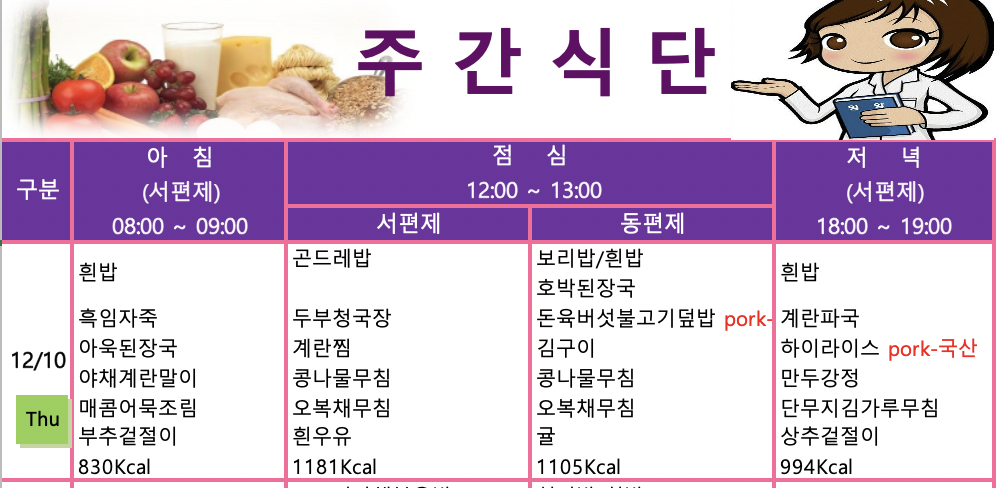 주간식단
구분
아 침
(서편제)
08:00 ~ 09:00
점 심
12:00 ~ 13:00
서편제
동편제
저 녁
(서편제)
18:00 ~ 19:00
12/10
Thu
흰밥
흑임자죽
아욱된장국
야채계란말이
매콤어묵조림
부추겉절이
830Kcal
곤드레밥
두부청국장
계란찜
콩나물무침
오복채무침
흰우유
1181Kcal
보리밥/흰밥
호박된장국
돈육버섯불고기덮밥 pork-
김구이
콩나물무침
오복채무침
귤
1105Kcal
흰밥
계란파국
하이라이스 pork-국산
만두강정
단무지김가루무침
상추겉절이
994Kcal